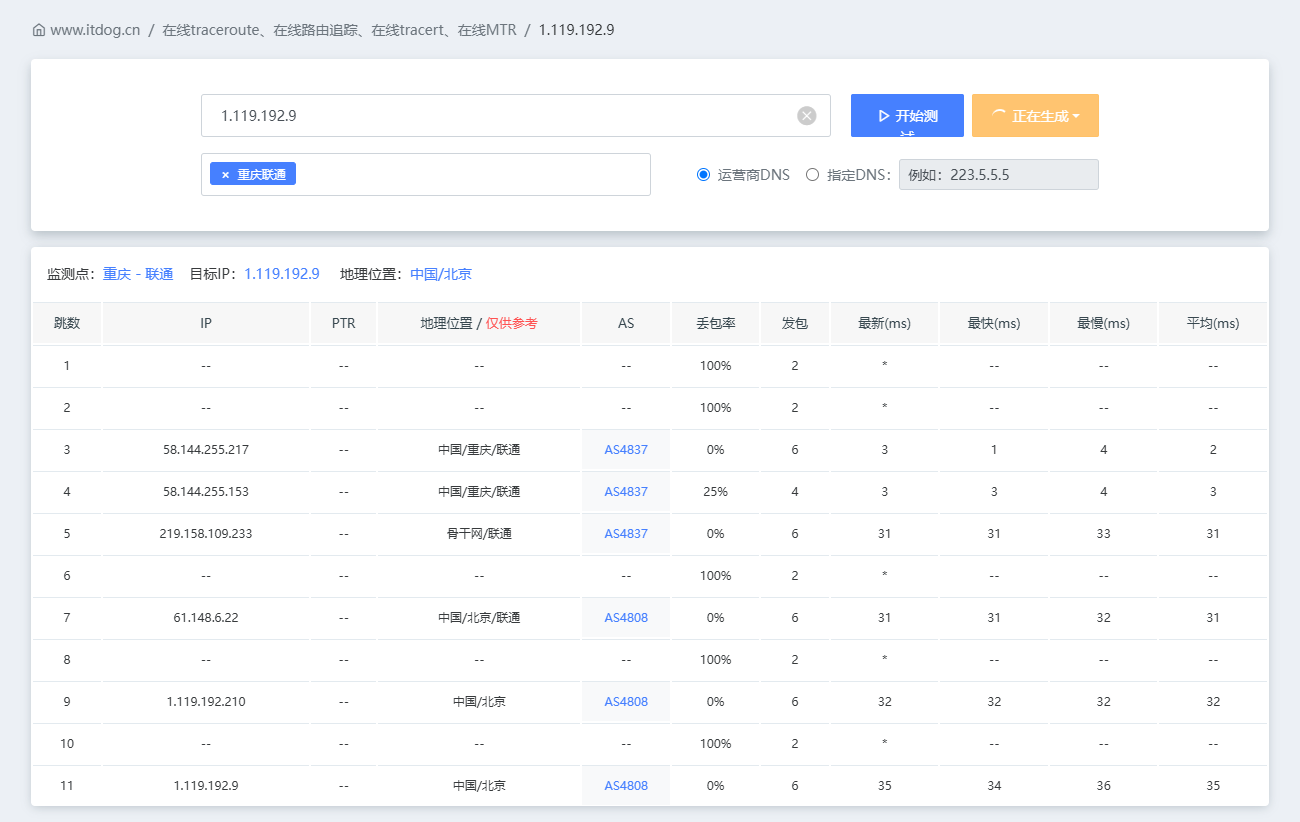 www.itdog.cn / 在线traceroute、在线路由追踪、在线tracert、在线MTR / 1.119.192.9
1.119.192.9 开始测试 正在生成
× 重庆联通 运营商DNS 指定DNS： 例如：223.5.5.5
监测点：重庆 - 联通 目标IP：1.119.192.9 地理位置：中国/北京
跳数 IP PTR 地理位置 / 仅供参考 AS 丢包率 发包 最新(ms) 最快(ms) 最慢(ms) 平均(ms)
1 -- -- -- -- 100% 2 * -- -- --
2 -- -- -- -- 100% 2 * -- -- --
3 58.144.255.217 -- 中国/重庆/联通 AS4837 0% 6 3 1 4 2
4 58.144.255.153 -- 中国/重庆/联通 AS4837 25% 4 3 3 4 3
5 219.158.109.233 -- 骨干网/联通 AS4837 0% 6 31 31 33 31
6 -- -- -- -- 100% 2 * -- -- --
7 61.148.6.22 -- 中国/北京/联通 AS4808 0% 6 31 31 32 31
8 -- -- -- -- 100% 2 * -- -- --
9 1.119.192.210 -- 中国/北京 AS4808 0% 6 32 32 32 32
10 -- -- -- -- 100% 2 * -- -- --
11 1.119.192.9 -- 中国/北京 AS4808 0% 6 35 34 36 35